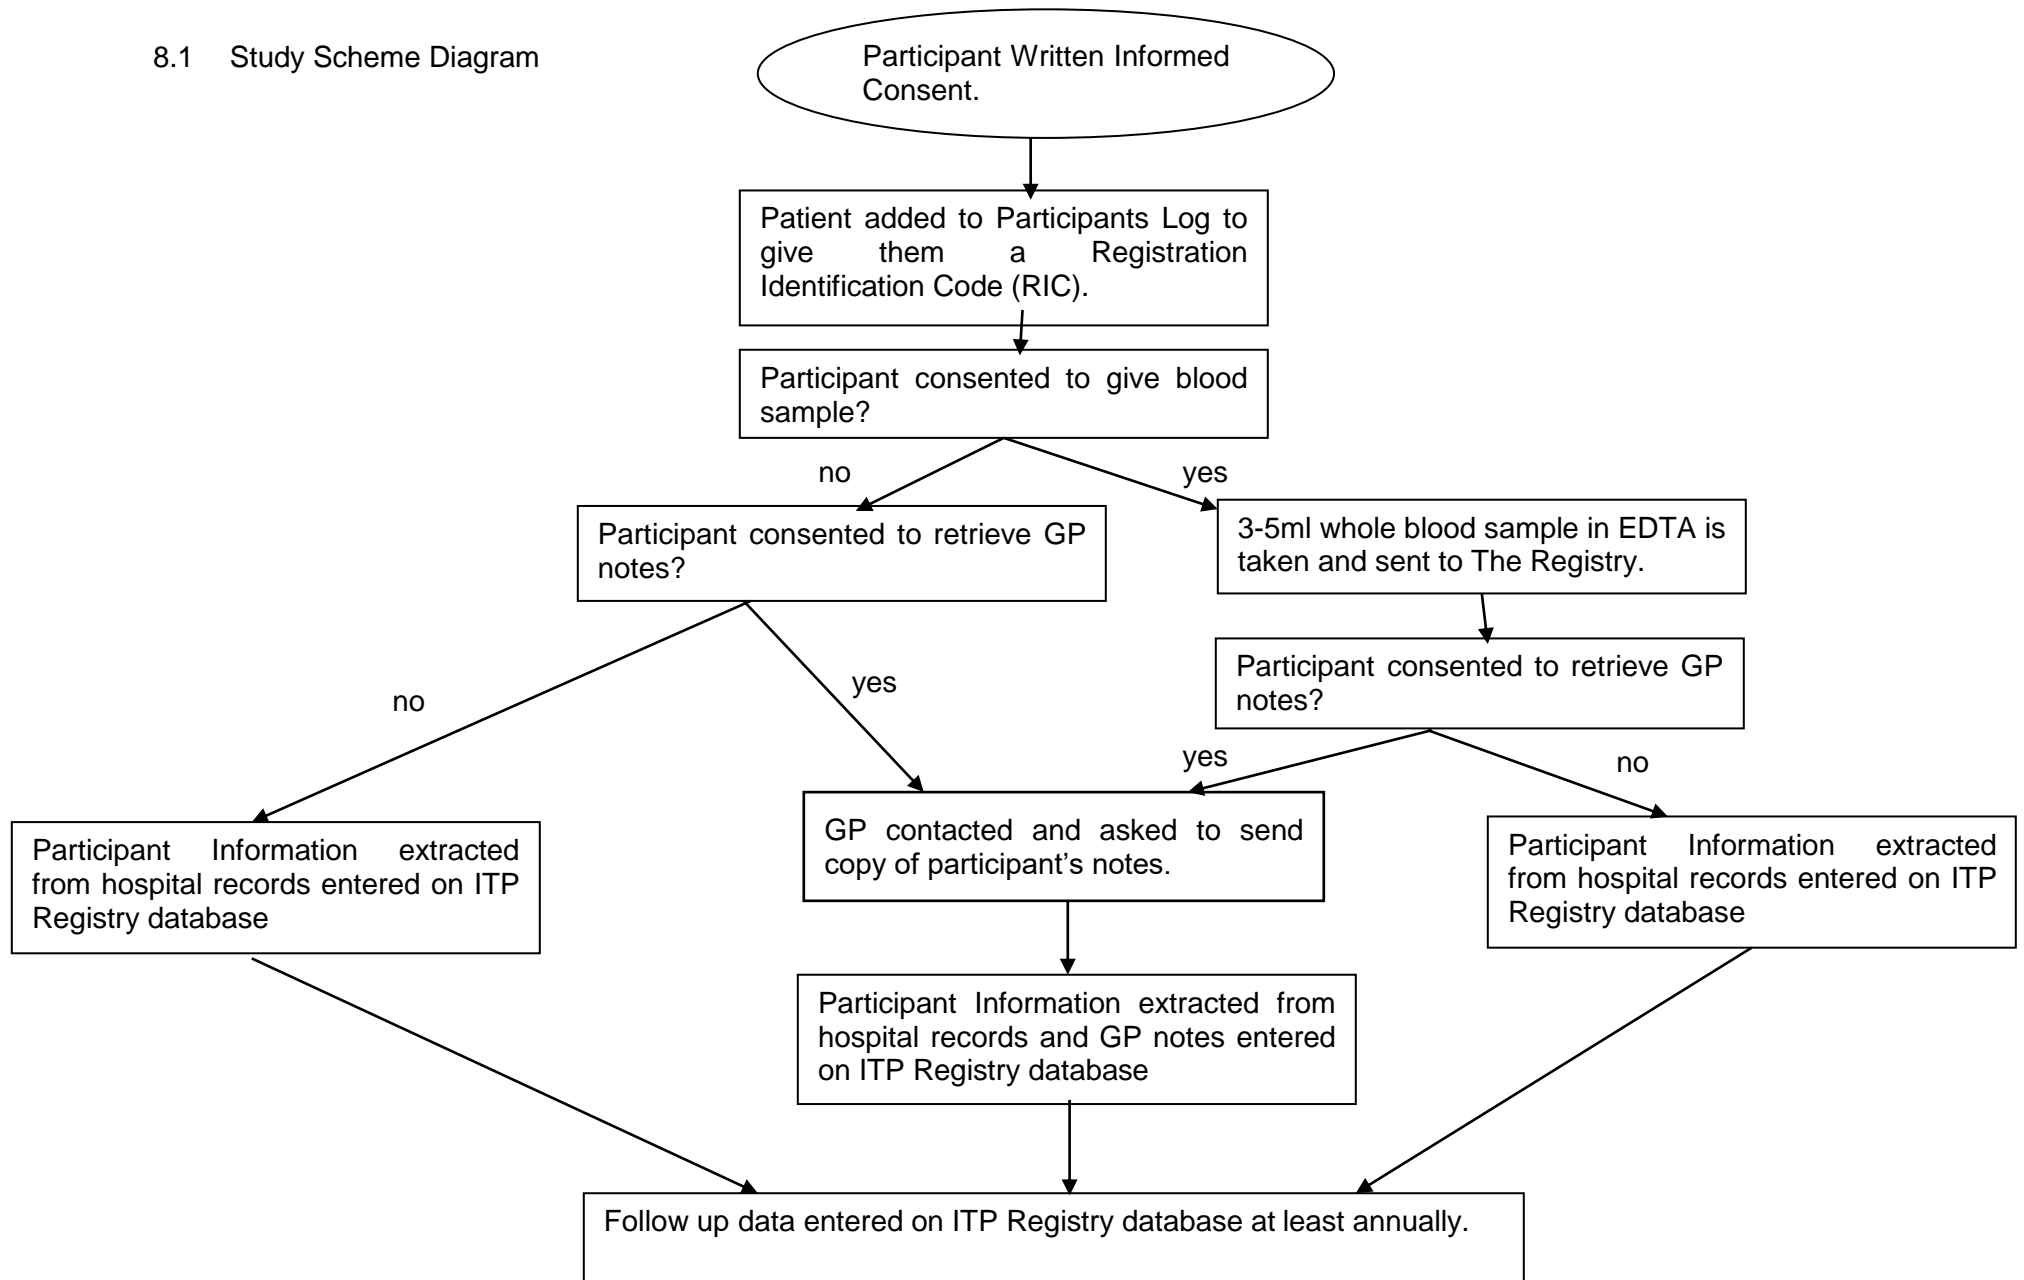 8.1 Study Scheme Diagram
Participant Written Informed
Consent.
Patient added to Participants Log to
give them a Registration
Identification Code (RIC).
Participant consented to give blood
sample?
no
yes
Participant consented to retrieve GP
notes?
3-5ml whole blood sample in EDTA is
taken and sent to The Registry.
Participant consented to retrieve GP
notes?
no
yes
yes
no
Participant Information extracted
from hospital records entered on ITP
Registry database
GP contacted and asked to send
copy of participant's notes.
Participant Information extracted
from hospital records entered on ITP
Registry database
Participant Information extracted from
hospital records and GP notes entered
on ITP Registry database
Follow up data entered on ITP Registry database at least annually.